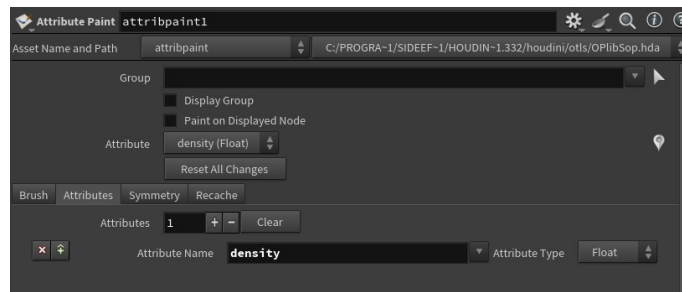 Attribute Paint attribpaint1
Asset Name and Path attribpaint C:/PROGRA~1/SIDEEF~1/HOUDIN~1.332/houdini/otls/OPlibSop.hda
Group
Display Group
Paint on Displayed Node
Attribute density (Float)
Reset All Changes
Brush Attributes Symmetry Recache
Attributes 1 + - Clear
Attribute Name density Attribute Type Float